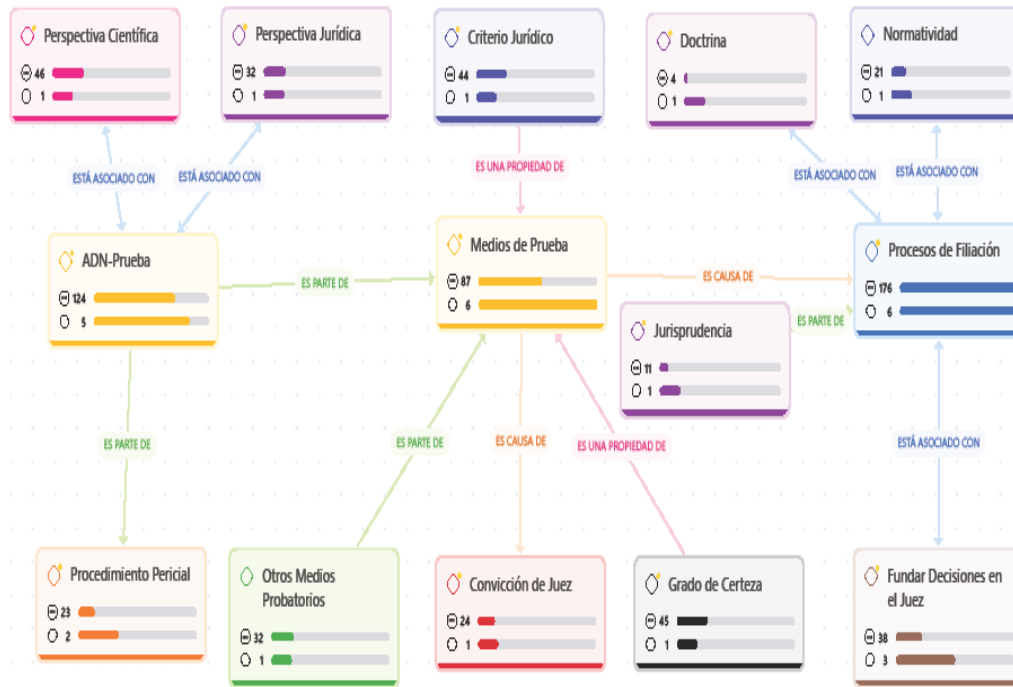 Perspectiva Científica
46
1
Perspectiva Jurídica
32
1
Criterio Jurídico
44
1
Doctrina
4
1
Normatividad
21
1
ESTÁ ASOCIADO CON
ESTÁ ASOCIADO CON
ES UNA PROPIEDAD DE
ESTÁ ASOCIADO CON
ESTÁ ASOCIADO CON
ADN-Prueba
124
5
ES PARTE DE
Medios de Prueba
87
6
ES CAUSA DE
Procesos de Filiación
176
6
Jurisprudencia
11
1
ES PARTE DE
ES PARTE DE
ES PARTE DE
ES CAUSA DE
ES UNA PROPIEDAD DE
ESTÁ ASOCIADO CON
Procedimiento Pericial
23
2
Otros Medios
Probatorios
32
1
Convicción de Juez
24
1
Grado de Certeza
45
1
Fundar Decisiones en
el Juez
38
3